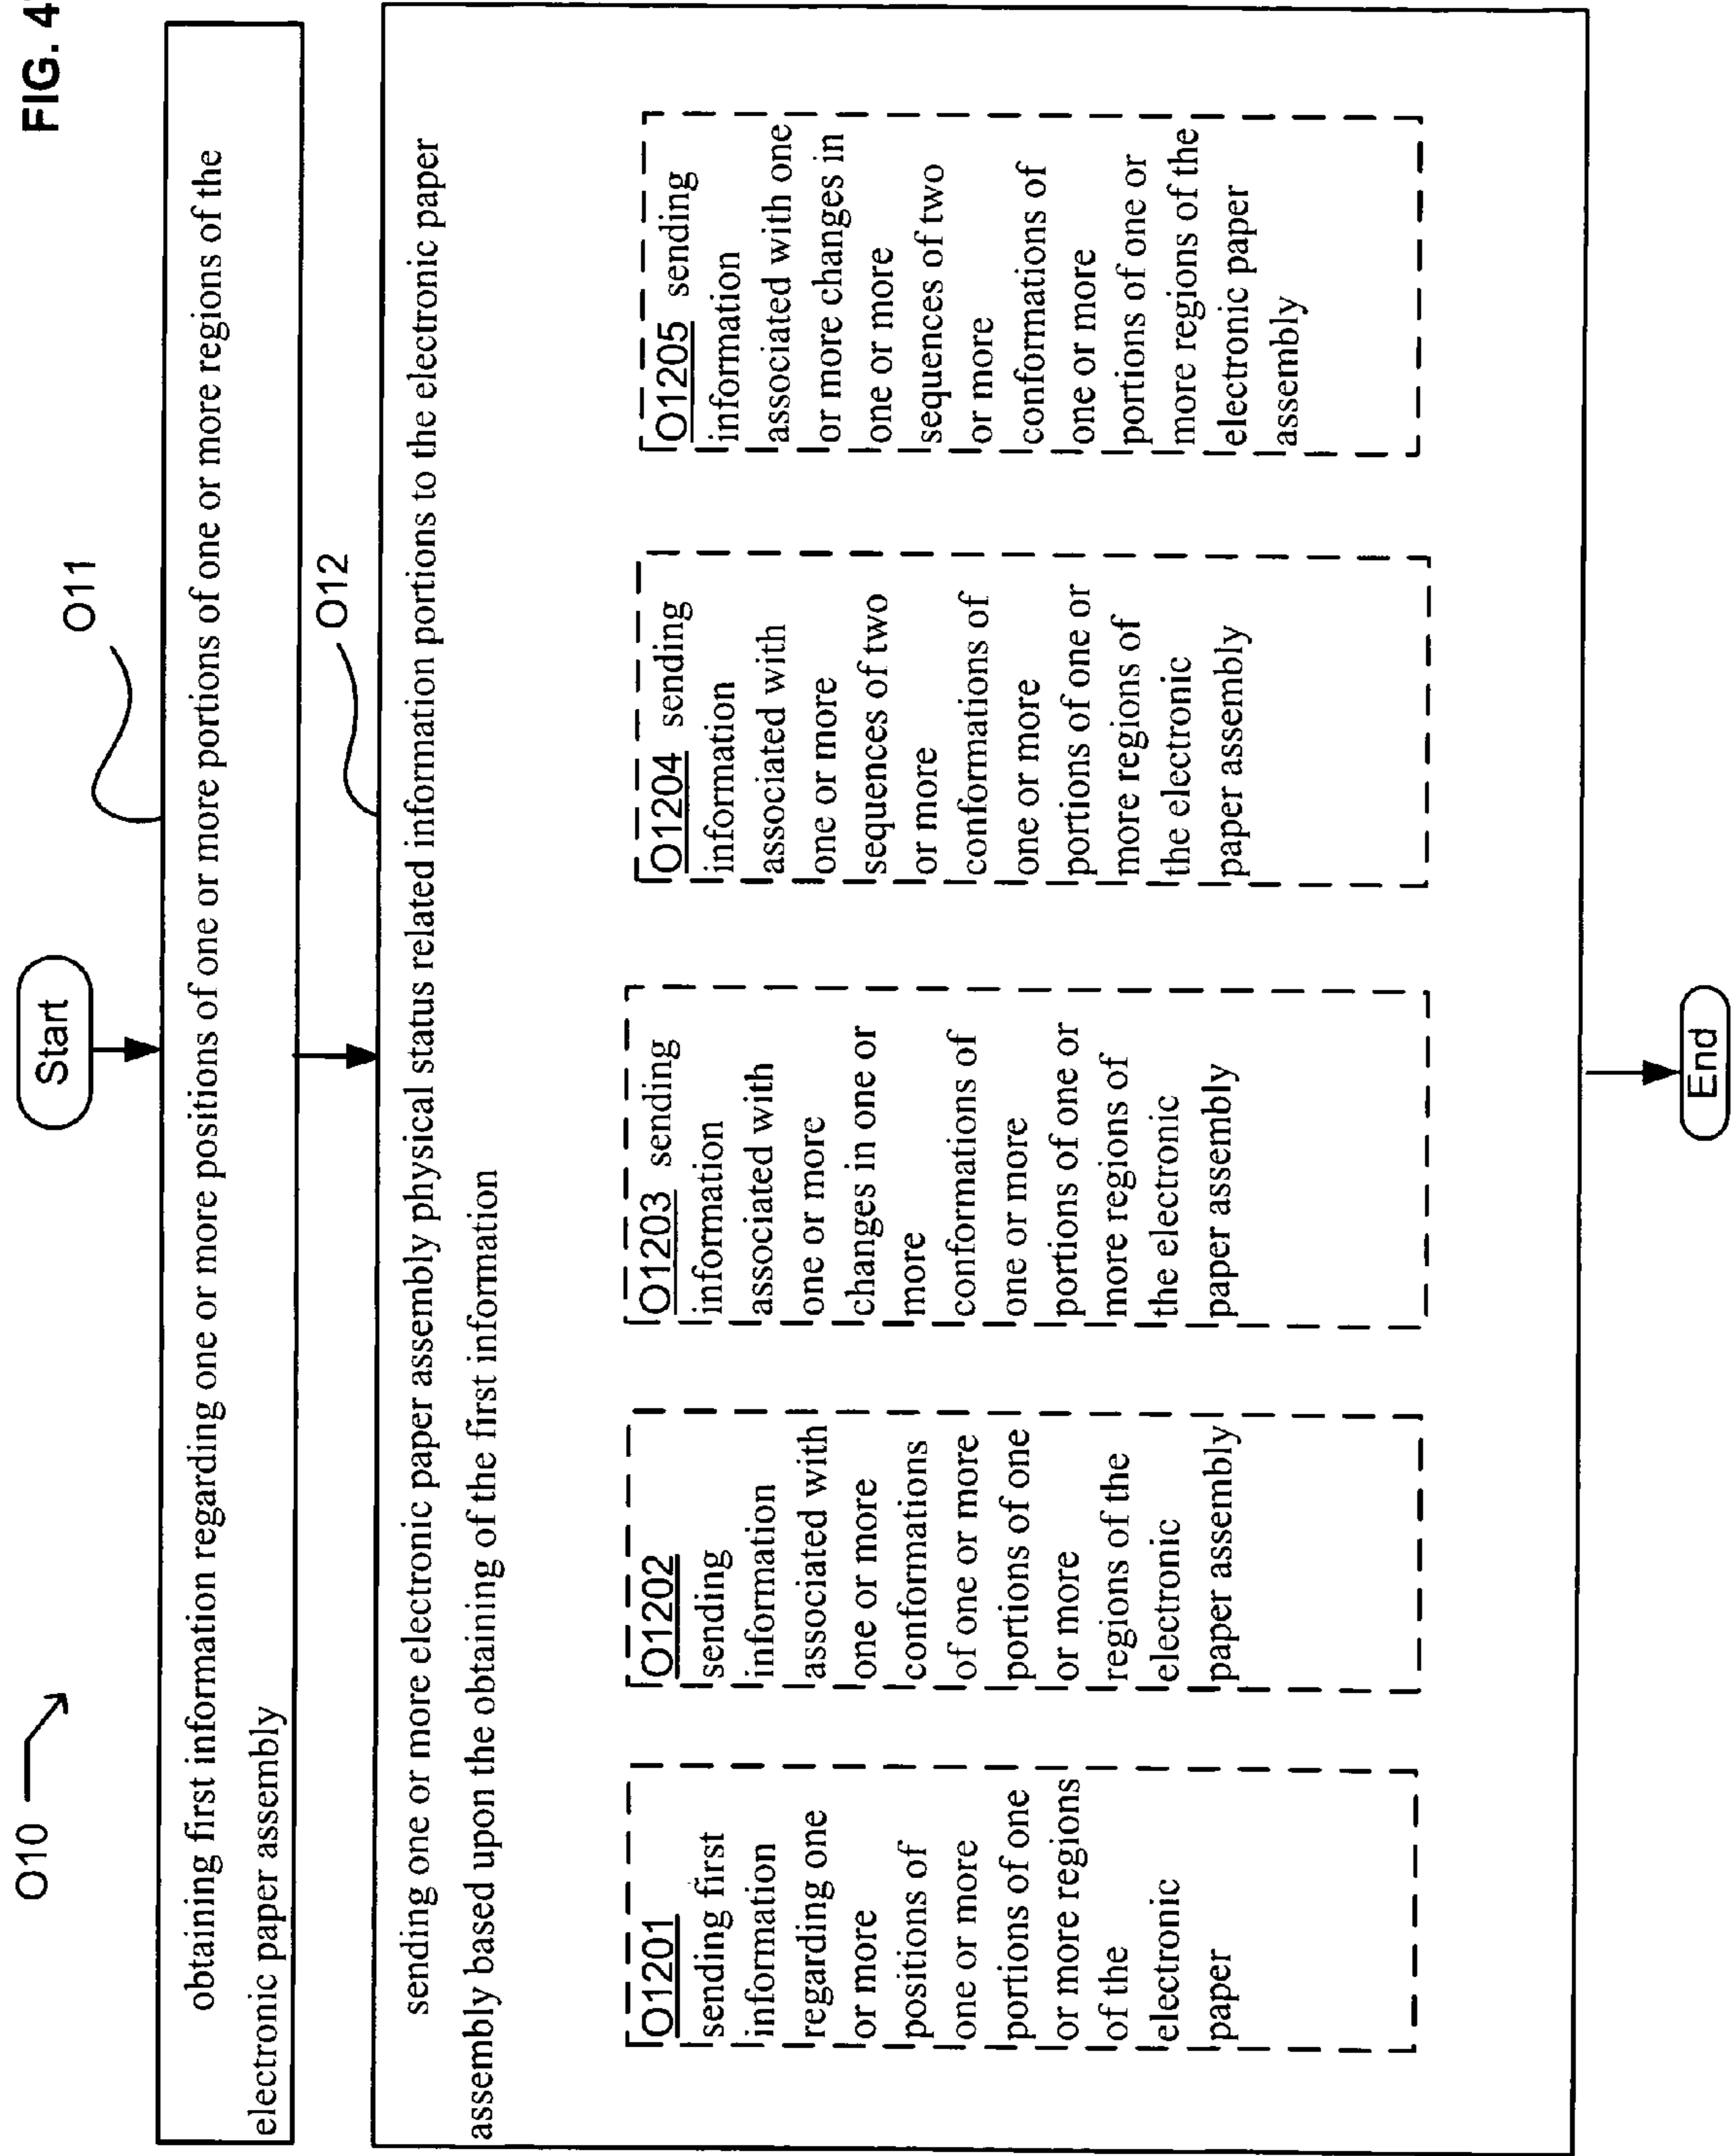 FIG. 4
O10
Start
O11
obtaining first information regarding one or more positions of one or more portions of one or more regions of the
electronic paper assembly
O12
sending one or more electronic paper assembly physical status related information portions to the electronic paper
assembly based upon the obtaining of the first information
O1201
sending first
information
regarding one
or more
positions of
one or more
portions of one
or more regions
of the
electronic
paper
O1202
sending
information
associated with
one or more
conformations
of one or more
portions of one
or more
regions of the
electronic
paper assembly
O1203 sending
information
associated with
one or more
changes in one or
more
conformations of
one or more
portions of one or
more regions of
the electronic
paper assembly
O1204 sending
information
associated with
one or more
sequences of two
or more
conformations of
one or more
portions of one or
more regions of
the electronic
paper assembly
O1205 sending
information
associated with one
or more changes in
one or more
sequences of two
or more
conformations of
one or more
portions of one or
more regions of the
electronic paper
assembly
End